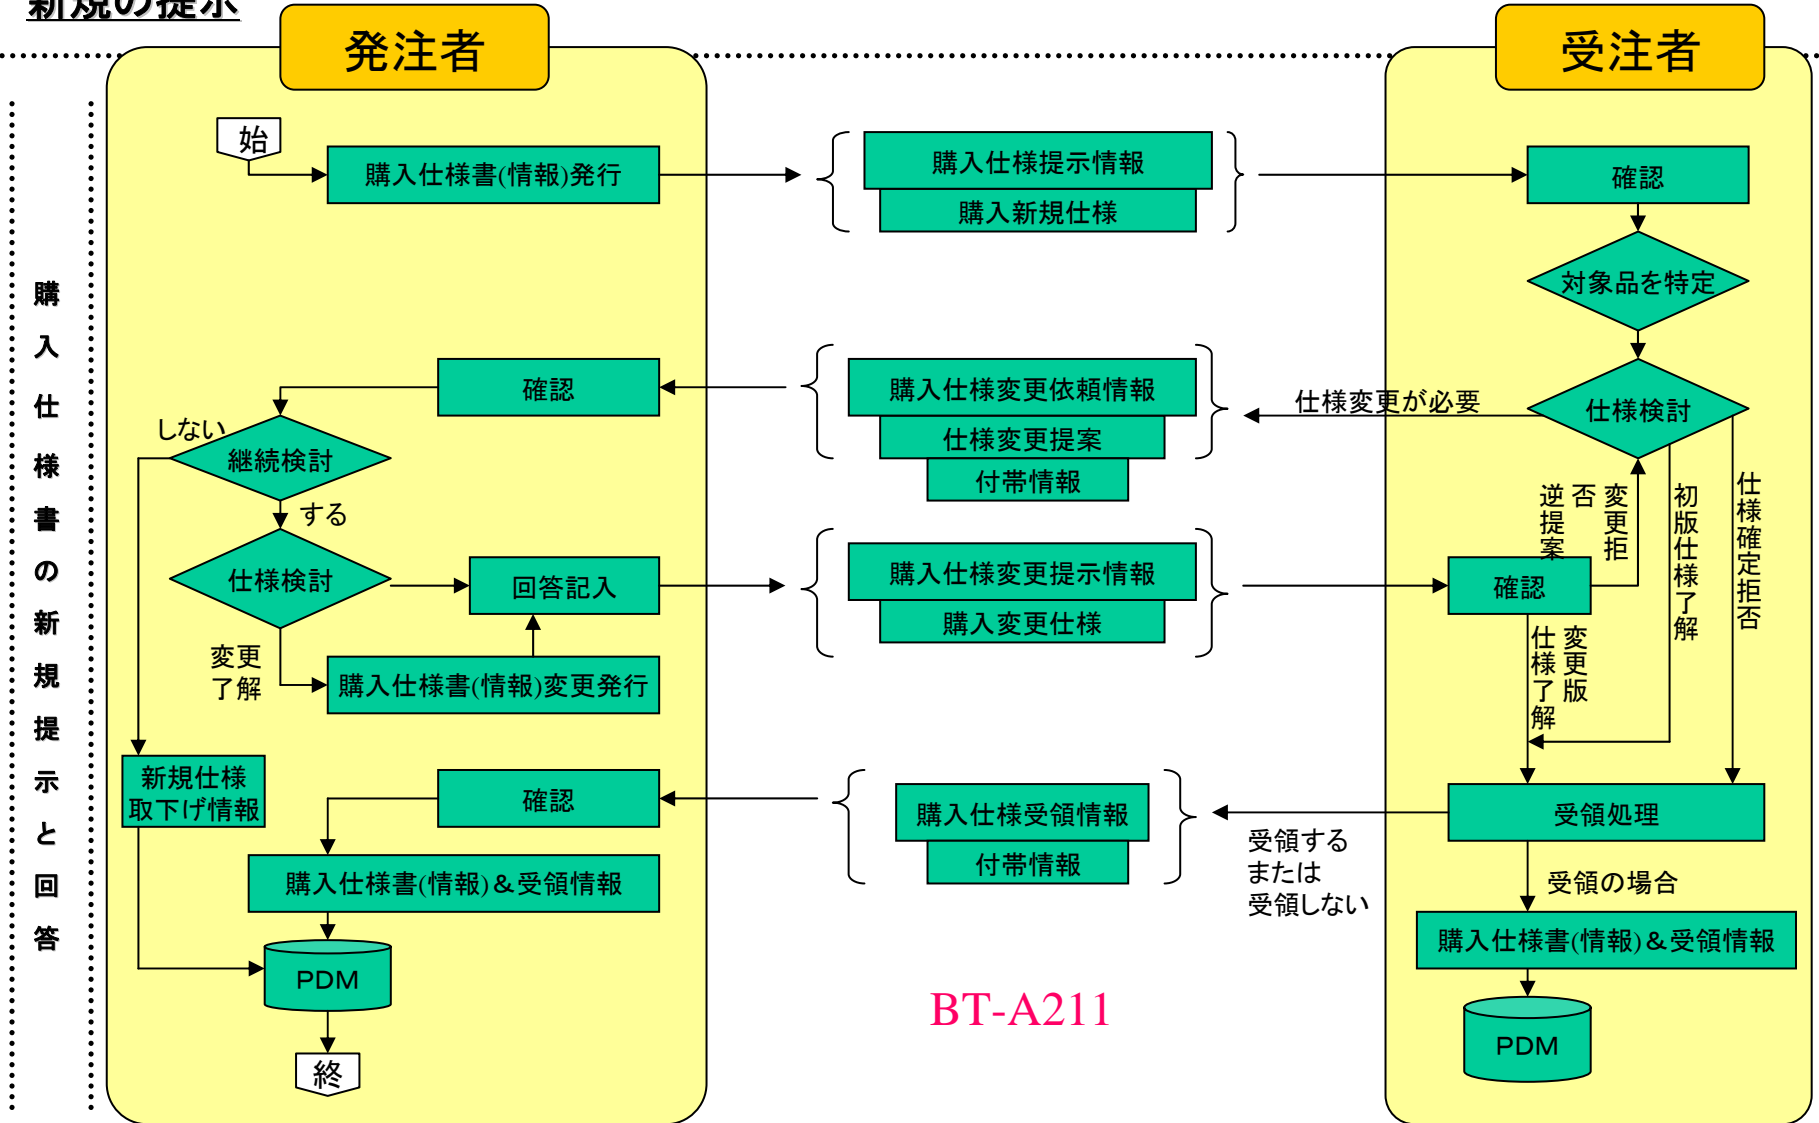 新規の提示
発注者
受注者
購入仕様書の新規提示と回答
始
購入仕様書(情報)発行
購入仕様提示情報
購入新規仕様
確認
対象品を特定
仕様検討
仕様変更が必要
購入仕様変更依頼情報
仕様変更提案
付帯情報
確認
しない
継続検討
する
仕様検討
回答記入
変更
了解
購入仕様書(情報)変更発行
購入仕様変更提示情報
購入変更仕様
確認
変更拒
否
逆提案
初版仕様了解
仕様確定拒否
変更版
仕様了解
受領処理
受領する
または
受領しない
購入仕様受領情報
付帯情報
確認
新規仕様
取下げ情報
購入仕様書(情報)&受領情報
PDM
終
受領の場合
購入仕様書(情報)&受領情報
PDM
BT-A211